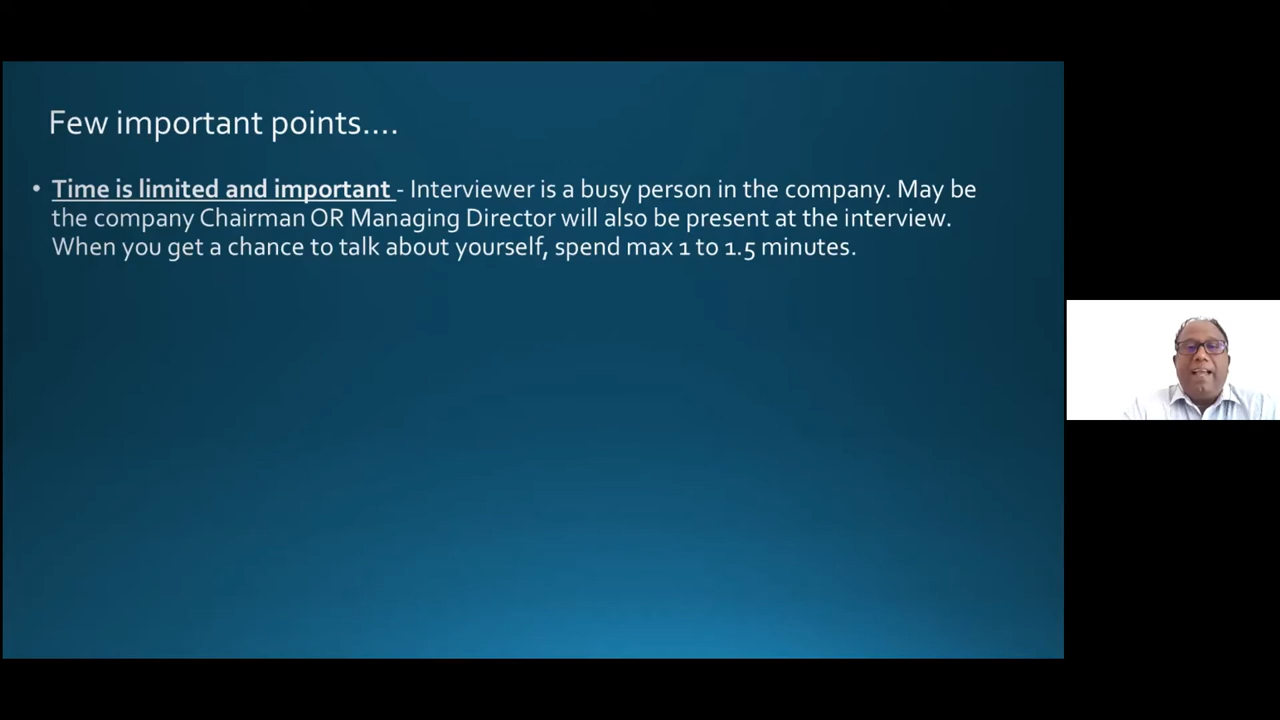 Few important points....
• Time is limited and important - Interviewer is a busy person in the company. May be
the company Chairman OR Managing Director will also be present at the interview.
When you get a chance to talk about yourself, spend max 1 to 1.5 minutes.